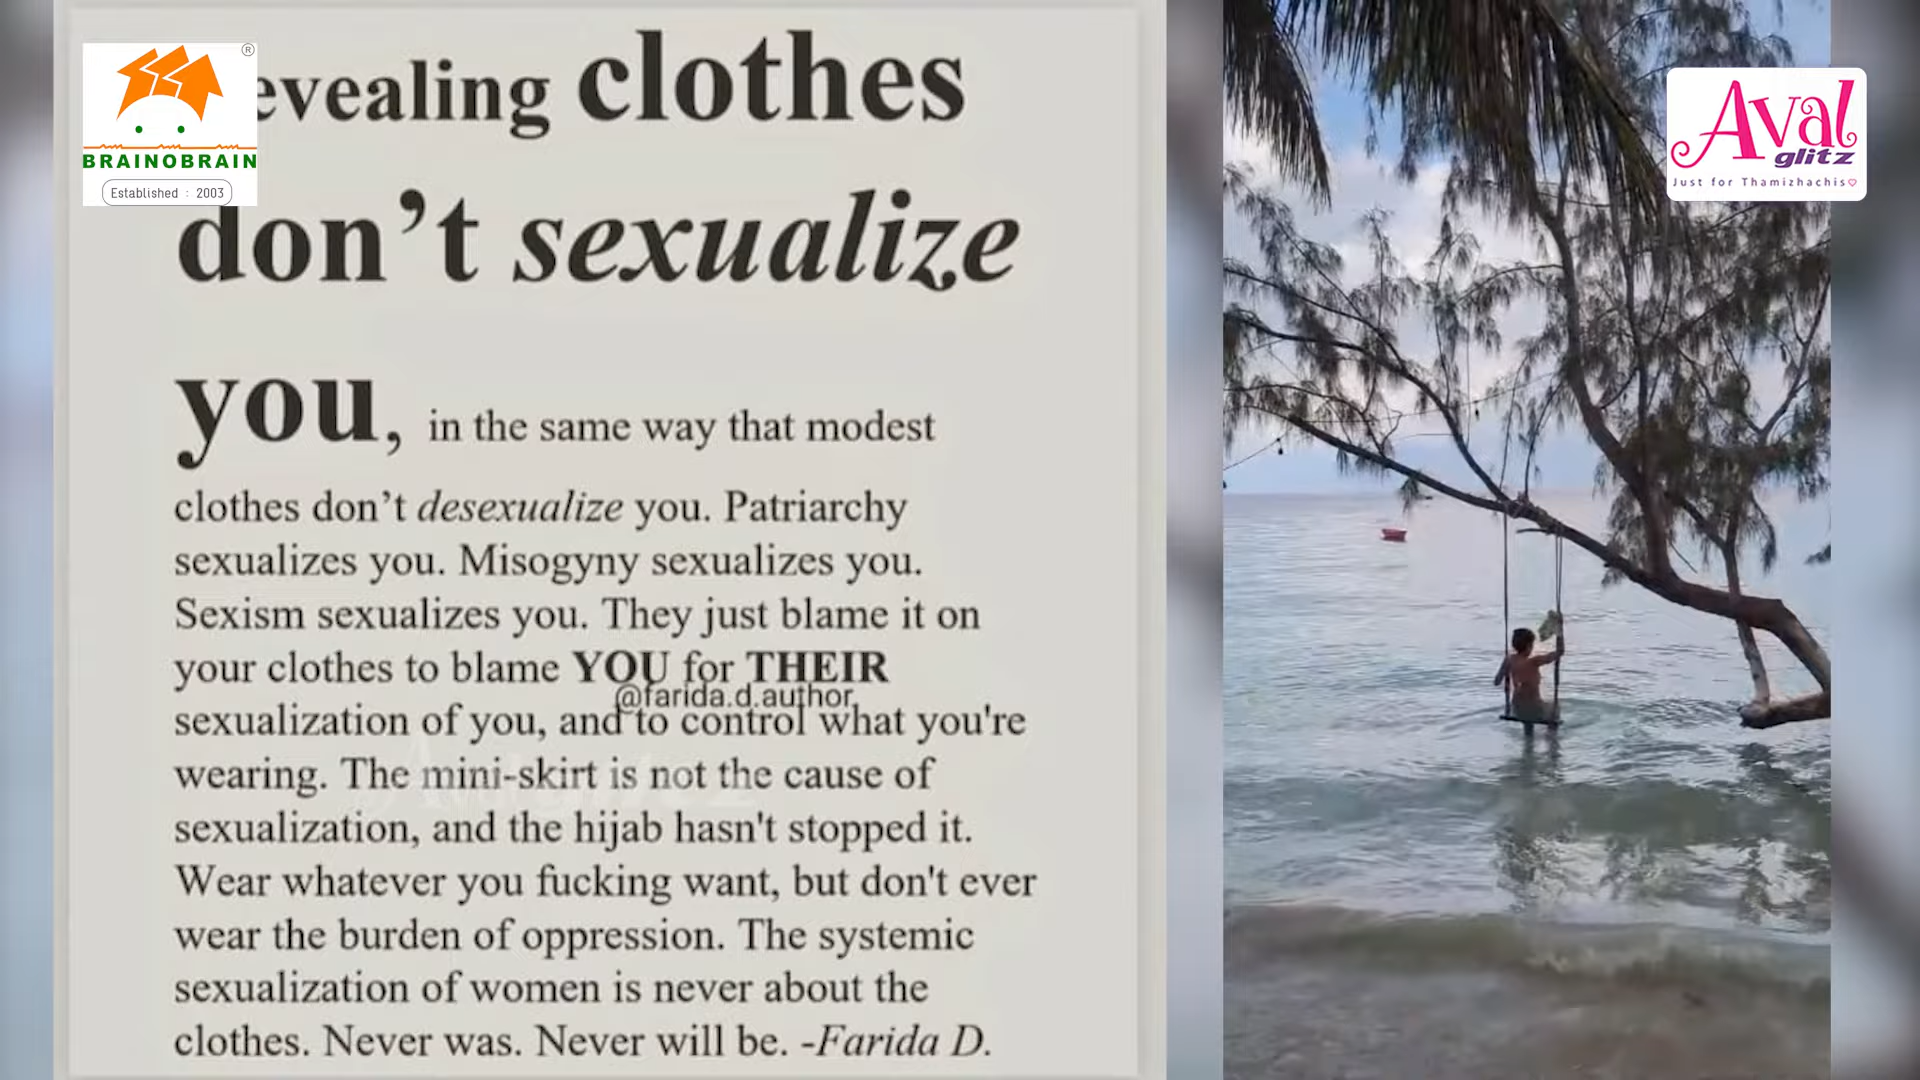 evealing clothes
don’t sexualize
you, in the same way that modest
clothes don’t desexualize you. Patriarchy
sexualizes you. Misogyny sexualizes you.
Sexism sexualizes you. They just blame it on
your clothes to blame YOU for THEIR
@farida.d.author
sexualization of you, and to control what you're
wearing. The mini-skirt is not the cause of
sexualization, and the hijab hasn't stopped it.
Wear whatever you fucking want, but don't ever
wear the burden of oppression. The systemic
sexualization of women is never about the
clothes. Never was. Never will be. -Farida D.
®
BRAINOBRAIN
Established : 2003
Aval
glitz
Just for Thamizhachis